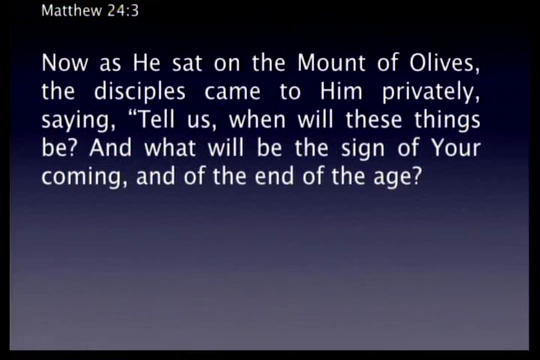 Matthew 24:3
Now as He sat on the Mount of Olives,
the disciples came to Him privately,
saying, “Tell us, when will these things
be? And what will be the sign of Your
coming, and of the end of the age?